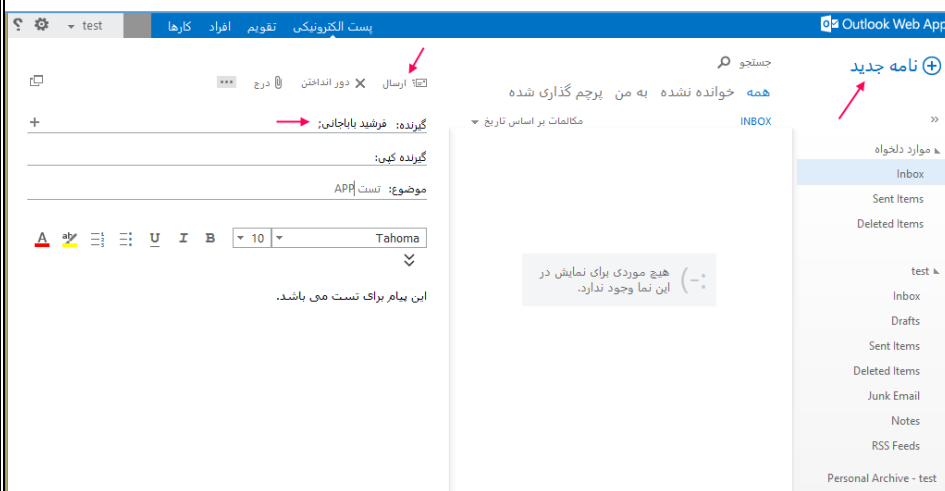 Outlook Web App
پست الکترونیکی تقویم افراد کارها
test
نامه جدید
موارد دلخواه
Inbox
Sent Items
Deleted Items
test
Inbox
Drafts
Sent Items
Deleted Items
Junk Email
Notes
RSS Feeds
Personal Archive - test
جستجو
همه خوانده نشده به من پرچم گذاری شده
INBOX مکالمات بر اساس تاریخ
هیچ موردی برای نمایش در
این نما وجود ندارد.
ارسال دور انداختن درج
گیرنده: فرشید باباجانی;
گیرنده کپی:
موضوع: تست APP
Tahoma 10 B I U
این پیام برای تست می باشد.